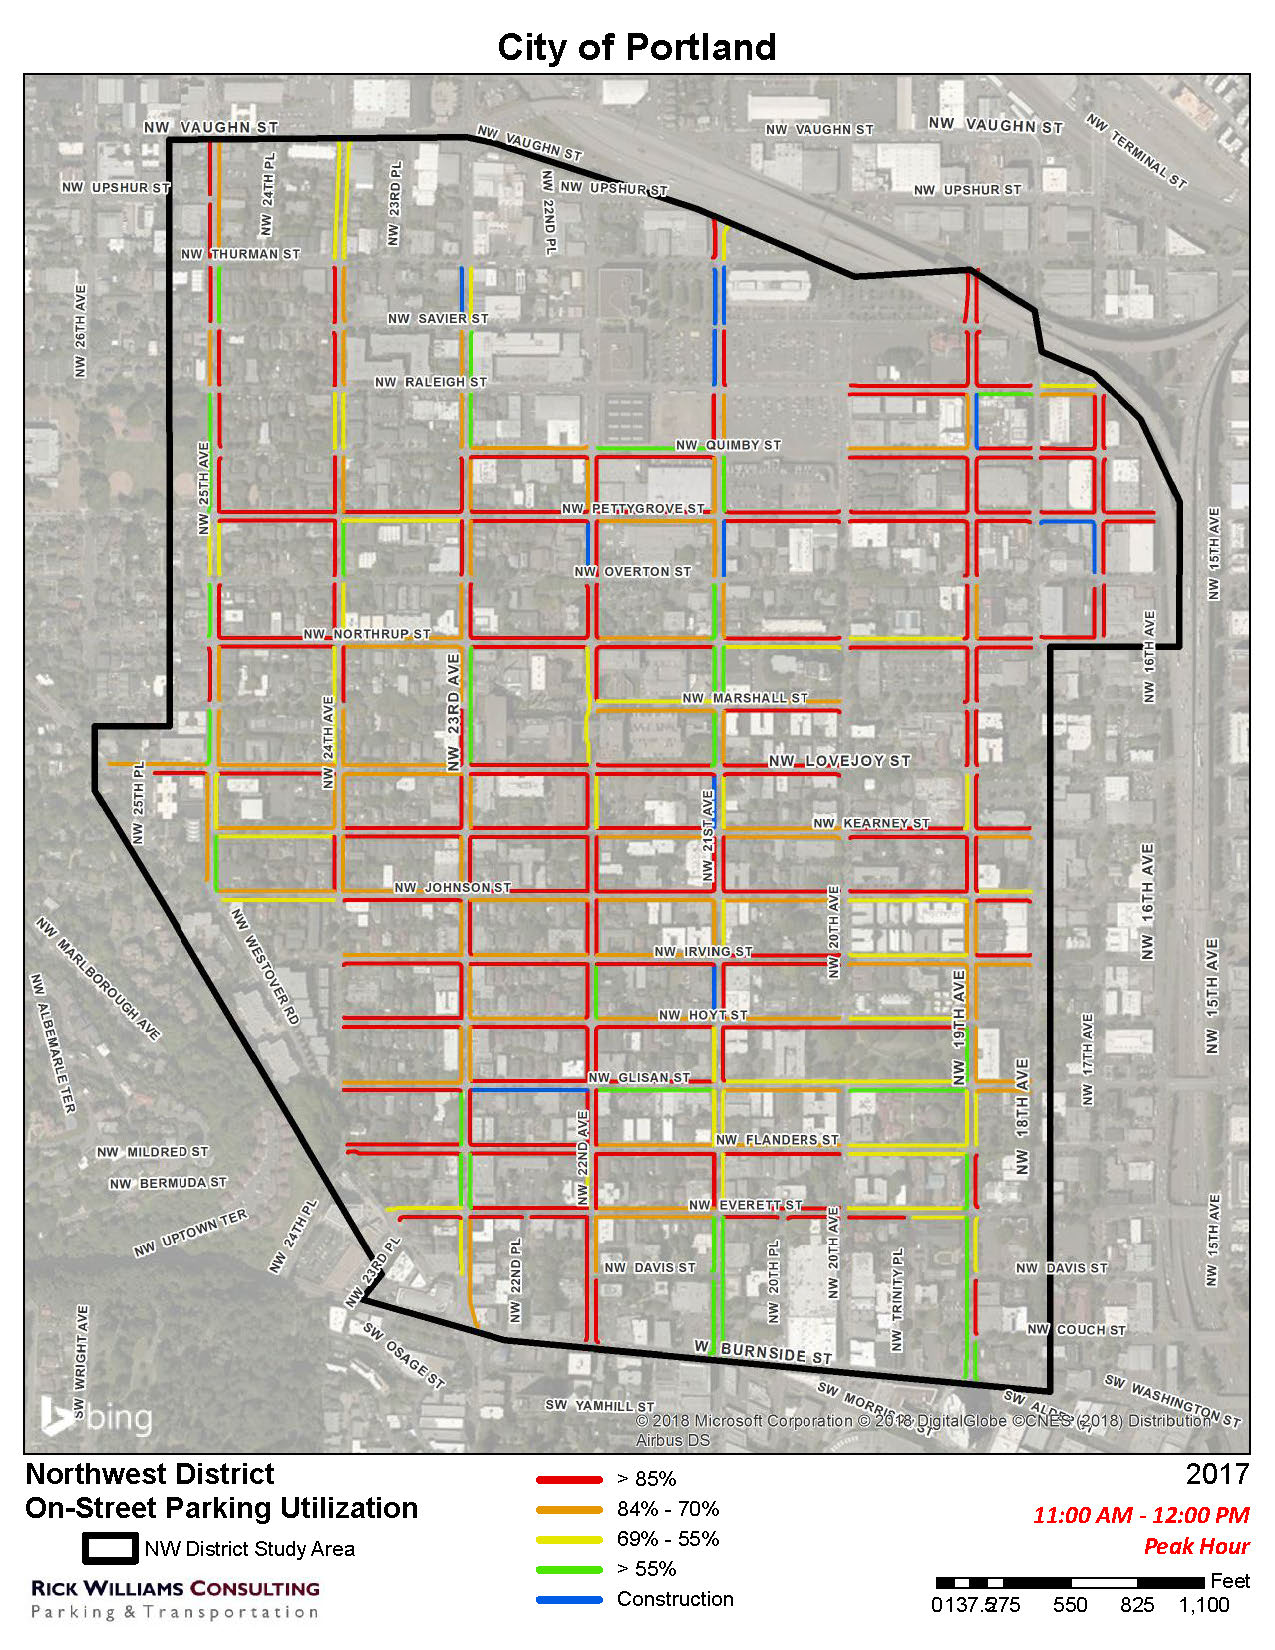 City of Portland
NW VAUGHN ST
NW VAUGHN ST
NW VAUGHN ST
NW VAUGHN ST
NW TERMINAL ST
NW UPSHUR ST
NW 24TH PL
NW 23RD PL
NW 22ND PL
NW UPSHUR ST
NW UPSHUR ST
NW THURMAN ST
NW 26TH AVE
NW SAVIER ST
NW RALEIGH ST
NW QUIMBY ST
NW 25TH AVE
NW PETTYGROVE ST
NW 15TH AVE
NW OVERTON ST
NW NORTHRUP ST
NW 16TH AVE
NW 24TH AVE
NW 23RD AVE
NW MARSHALL ST
NW LOVEJOY ST
NW 25TH PL
NW 21ST AVE
NW KEARNEY ST
NW JOHNSON ST
NW 20TH AVE
NW 16TH AVE
NW MARLBOROUGH AVE
NW WESTOVER RD
NW IRVING ST
NW 15TH AVE
NW ALBEMARLE TER
NW HOYT ST
NW 19TH AVE
NW 17TH AVE
NW GLISAN ST
NW 18TH AVE
NW 22ND AVE
NW FLANDERS ST
NW MILDRED ST
NW BERMUDA ST
NW UPTOWN TER
NW 24TH PL
NW EVERETT ST
NW 15TH AVE
NW 23RD PL
NW 22ND PL
NW DAVIS ST
NW 20TH PL
NW 20TH AVE
NW TRINITY PL
NW DAVIS ST
NW COUCH ST
SW WRIGHT AVE
SW OSAGE ST
W BURNSIDE ST
SW YAMHILL ST
SW MORRISON ST
SW ALDER CT
SW WASHINGTON ST
bing
© 2018 Microsoft Corporation © 2018 DigitalGlobe ©CNES (2018) Distribution
Airbus DS
Northwest District
On-Street Parking Utilization
NW District Study Area
RICK WILLIAMS CONSULTING
Parking & Transportation
> 85%
84% - 70%
69% - 55%
> 55%
Construction
2017
11:00 AM - 12:00 PM
Peak Hour
Feet
0 137.5 275 550 825 1,100